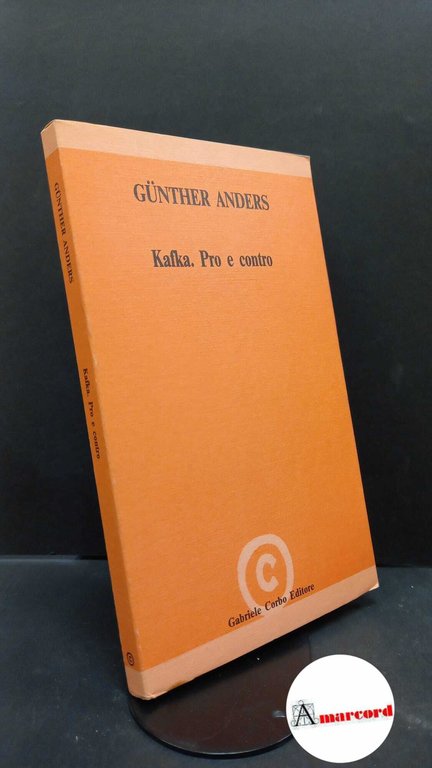 GÜNTHER ANDERS
Kafka. Pro e contro
C
Gabriele Corbo Editore
GÜNTHER ANDERS
Kafka. Pro e contro
C
Amarcord